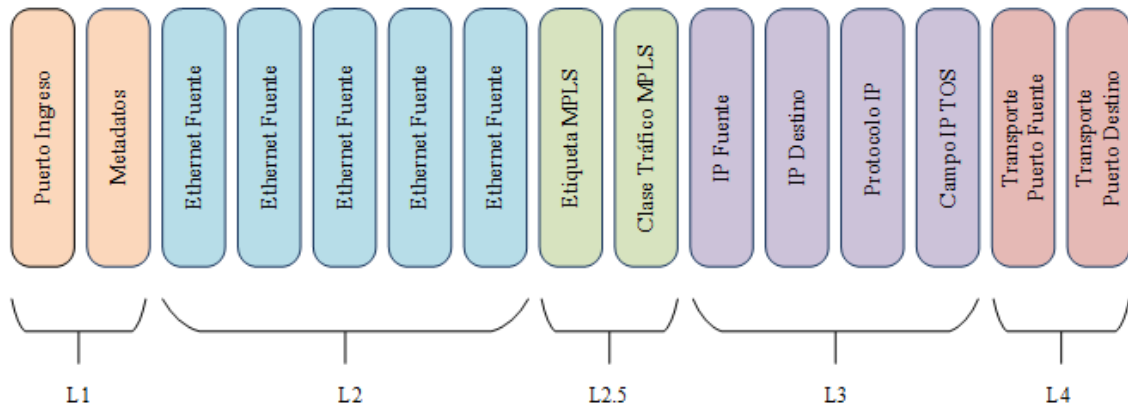 Puerto Ingreso
Metadatos
Ethernet Fuente
Ethernet Fuente
Ethernet Fuente
Ethernet Fuente
Ethernet Fuente
Etiqueta MPLS
Clase Tráfico MPLS
IP Fuente
IP Destino
Protocolo IP
Campo IP TOS
Transporte
Puerto Fuente
Transporte
Puerto Destino
L1
L2
L2.5
L3
L4